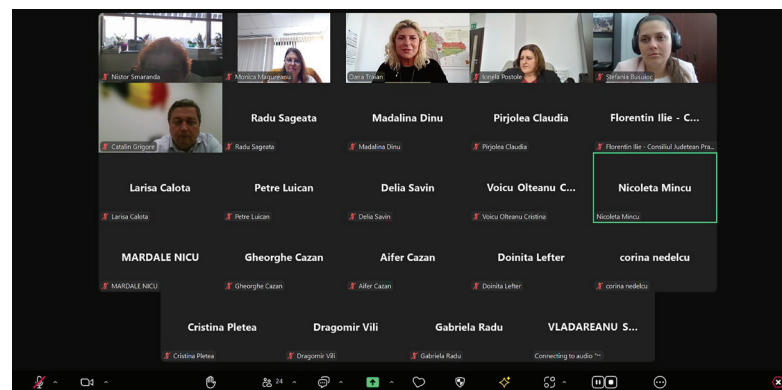 Nistor Smaranda
Monica Magureanu
Daria Traian
Ionela Postole
Stefania Busuioc
Radu Sageata
Madalina Dinu
Pirjolea Claudia
Florentin Ilie - C...
Catalin Grigore
Radu Sageata
Madalina Dinu
Pirjolea Claudia
Florentin Ilie - Consiliul Judetean Pra...
Larisa Calota
Petre Luican
Delia Savin
Voicu Olteanu C...
Nicoleta Mincu
Larisa Calota
Petre Luican
Delia Savin
Voicu Olteanu Cristina
Nicoleta Mincu
MARDALE NICU
Gheorghe Cazan
Aifer Cazan
Doinita Lefter
corina nedelcu
MARDALE NICU
Gheorghe Cazan
Aifer Cazan
Doinita Lefter
corina nedelcu
Cristina Pletea
Dragomir Vili
Gabriela Radu
VLADAREANU S...
Cristina Pletea
Dragomir Vili
Gabriela Radu
Connecting to audio
24